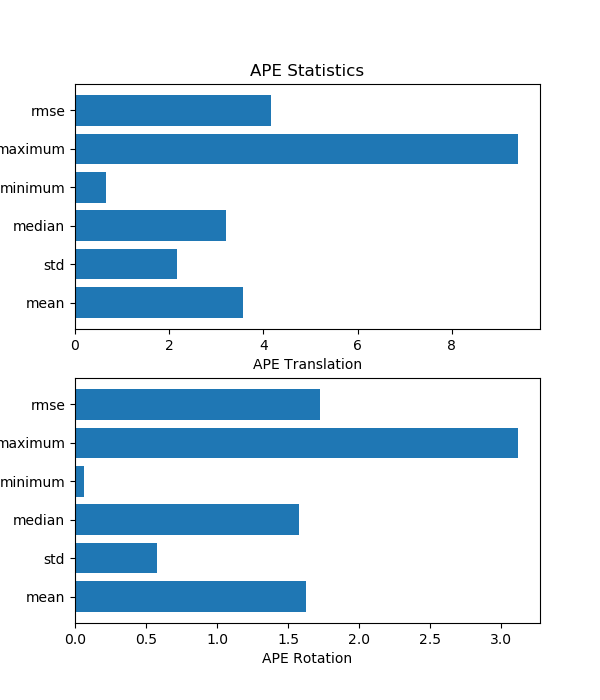 APE Statistics
rmse
maximum
minimum
median
std
mean
0 2 4 6 8
APE Translation
rmse
maximum
minimum
median
std
mean
0.0 0.5 1.0 1.5 2.0 2.5 3.0
APE Rotation